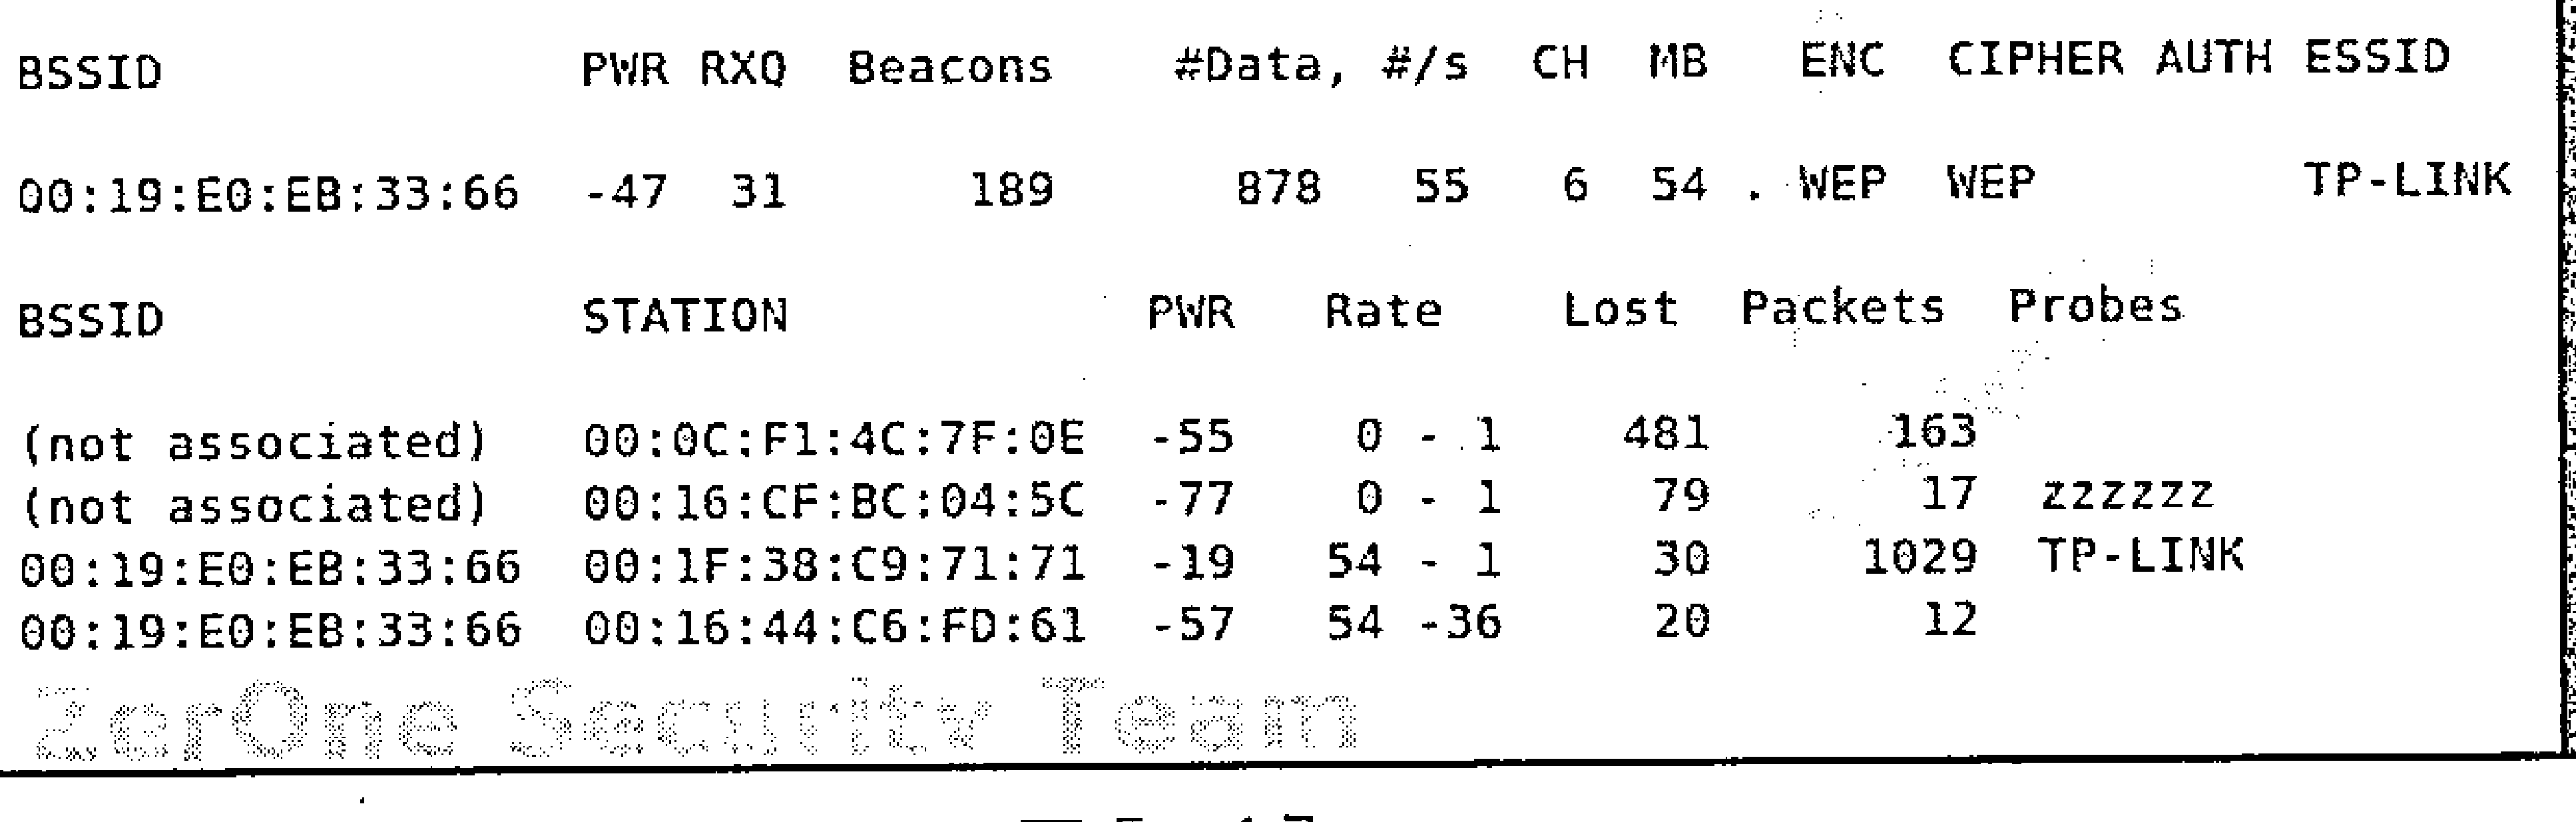 BSSID PWR RXQ Beacons #Data, #/s CH MB ENC CIPHER AUTH ESSID
00:19:E0:EB:33:66 -47 31 189 878 55 6 54 . WEP WEP TP-LINK
BSSID STATION PWR Rate Lost Packets Probes
(not associated) 00:0C:F1:4C:7F:0E -55 0 - 1 481 163
(not associated) 00:16:CF:BC:04:5C -77 0 - 1 79 17 zzzzzz
00:19:E0:EB:33:66 00:1F:38:C9:71:71 -19 54 - 1 30 1029 TP-LINK
00:19:E0:EB:33:66 00:16:44:C6:FD:61 -57 54 -36 20 12
ZerOne Security Team